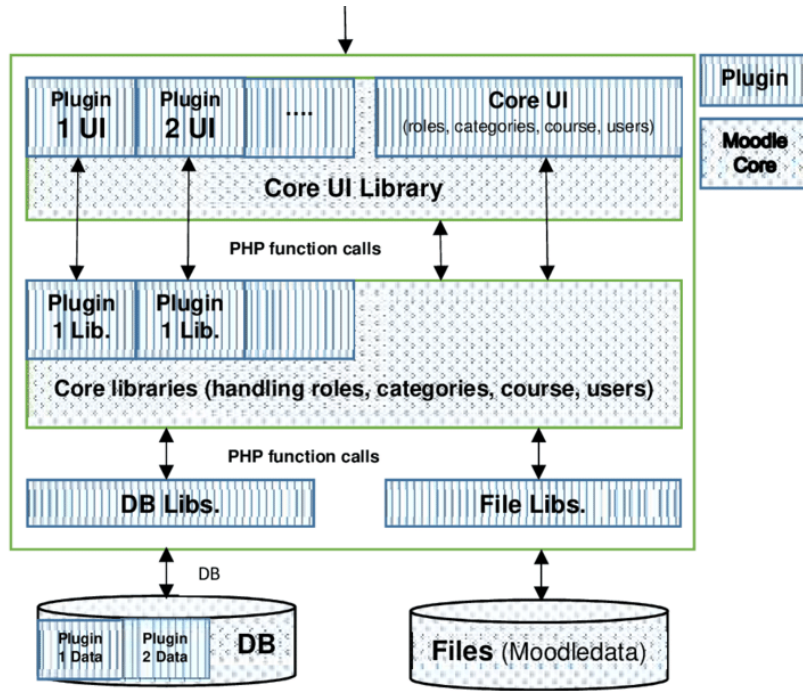 Plugin
1 UI
Plugin
2 UI
....
Core UI
(roles, categories, course, users)
Core UI Library
Plugin
Moodle
Core
PHP function calls
Plugin
1 Lib.
Plugin
1 Lib.
Core libraries (handling roles, categories, course, users)
PHP function calls
DB Libs.
File Libs.
DB
Plugin
1 Data
Plugin
2 Data
DB
Files (Moodledata)